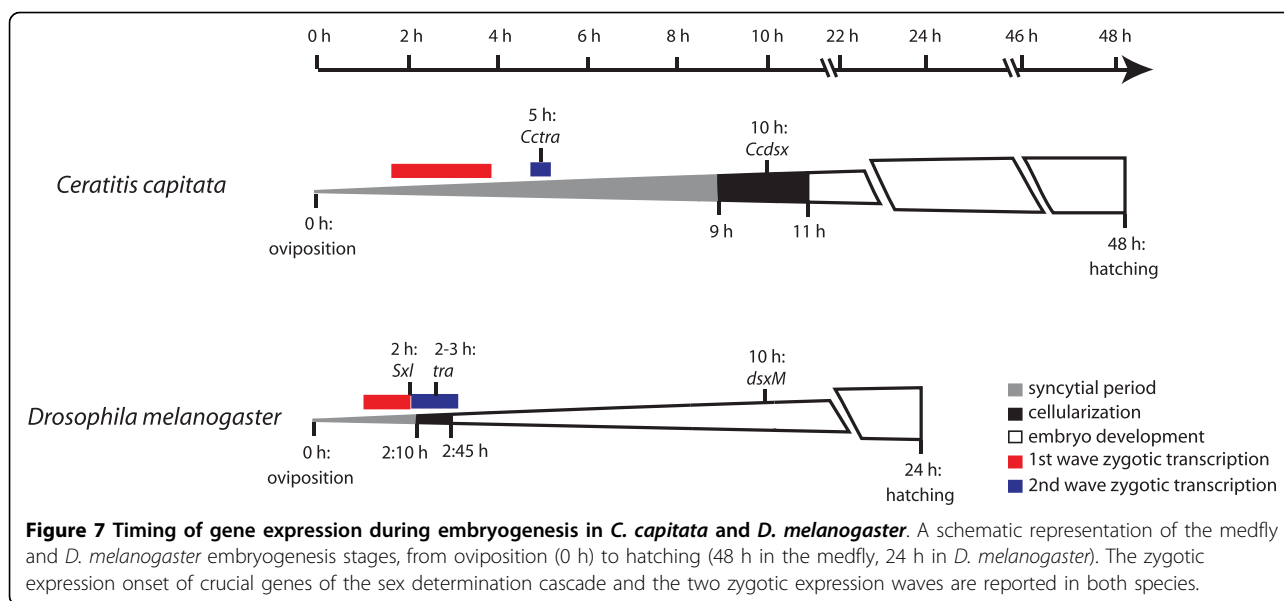 0 h 2 h 4 h 6 h 8 h 10 h 22 h 24 h 46 h 48 h
5 h:
Cctra
10 h:
Ccdsx
Ceratitis capitata
0 h:
oviposition
9 h
11 h
48 h:
hatching
2 h:
Sxl
2-3 h:
tra
10 h:
dsxM
Drosophila melanogaster
0 h:
oviposition
2:10 h
2:45 h
24 h:
hatching
syncytial period
cellularization
embryo development
1st wave zygotic transcription
2nd wave zygotic transcription
Figure 7 Timing of gene expression during embryogenesis in C. capitata and D. melanogaster. A schematic representation of the medfly
and D. melanogaster embryogenesis stages, from oviposition (0 h) to hatching (48 h in the medfly, 24 h in D. melanogaster). The zygotic
expression onset of crucial genes of the sex determination cascade and the two zygotic expression waves are reported in both species.